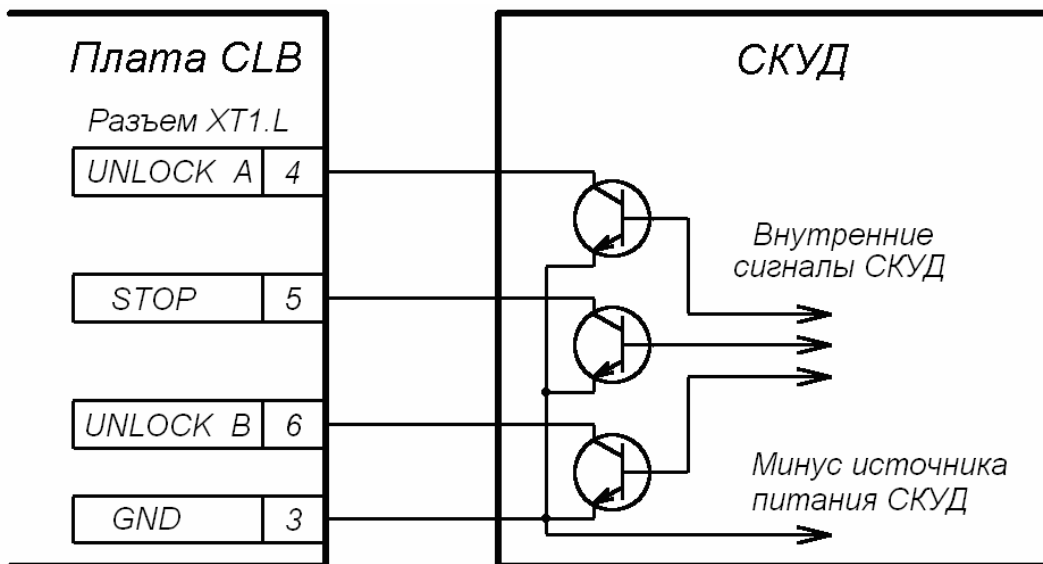 Плата CLB
СКУД
Разъем XT1.L
UNLOCK A 4
STOP 5
UNLOCK B 6
GND 3
Внутренние
сигналы СКУД
Минус источника
питания СКУД